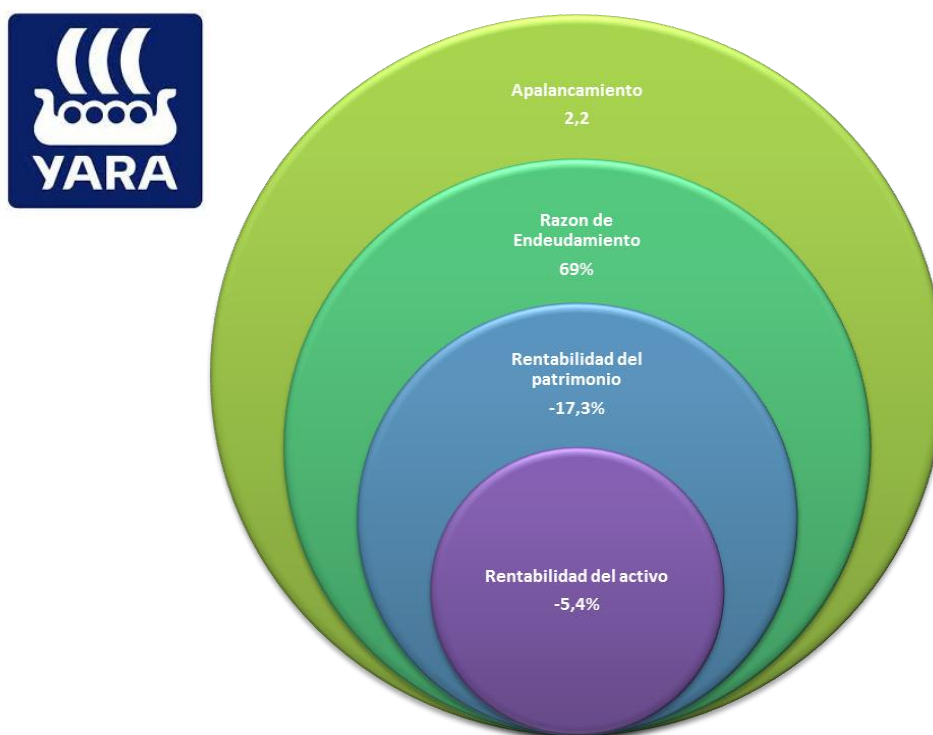 YARA
Apalancamiento
2,2
Razon de
Endeudamiento
69%
Rentabilidad del
patrimonio
-17,3%
Rentabilidad del activo
-5,4%